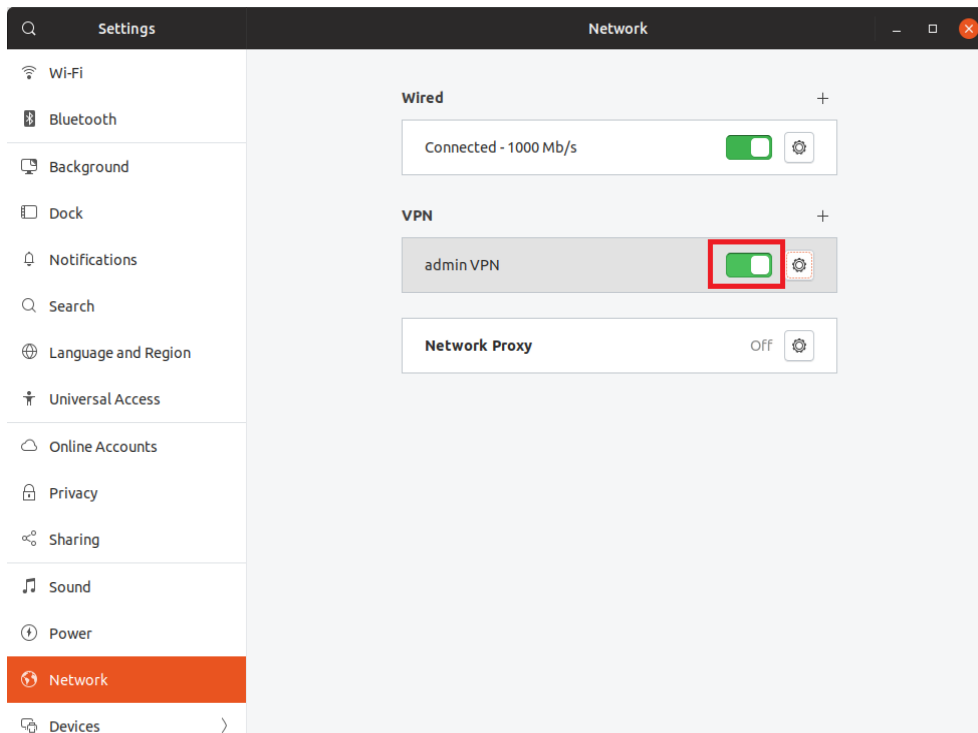 Settings
Network
Wi-Fi
Bluetooth
Background
Dock
Notifications
Search
Language and Region
Universal Access
Online Accounts
Privacy
Sharing
Sound
Power
Network
Devices
Wired
Connected - 1000 Mb/s
VPN
admin VPN
Network Proxy
Off